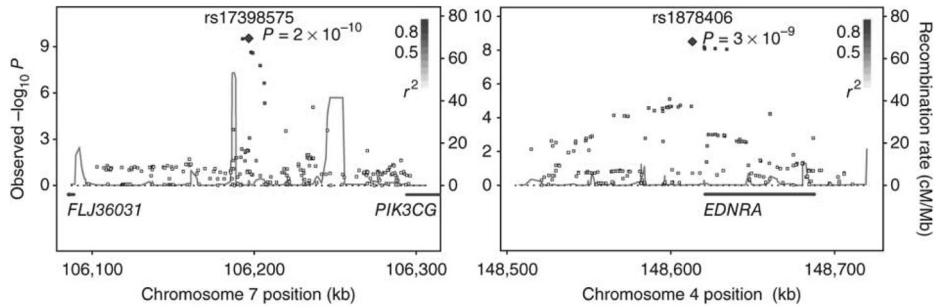 rs17398575
P = 2 × 10⁻¹⁰
0.8
0.5
r²
9
6
3
0
80
60
40
20
0
Observed –log₁₀ P
FLJ36031
PIK3CG
106,100
106,200
106,300
Chromosome 7 position (kb)
rs1878406
P = 3 × 10⁻⁹
0.8
0.5
r²
10
8
6
4
2
0
80
60
40
20
0
Recombination rate (cM/Mb)
EDNRA
148,500
148,600
148,700
Chromosome 4 position (kb)